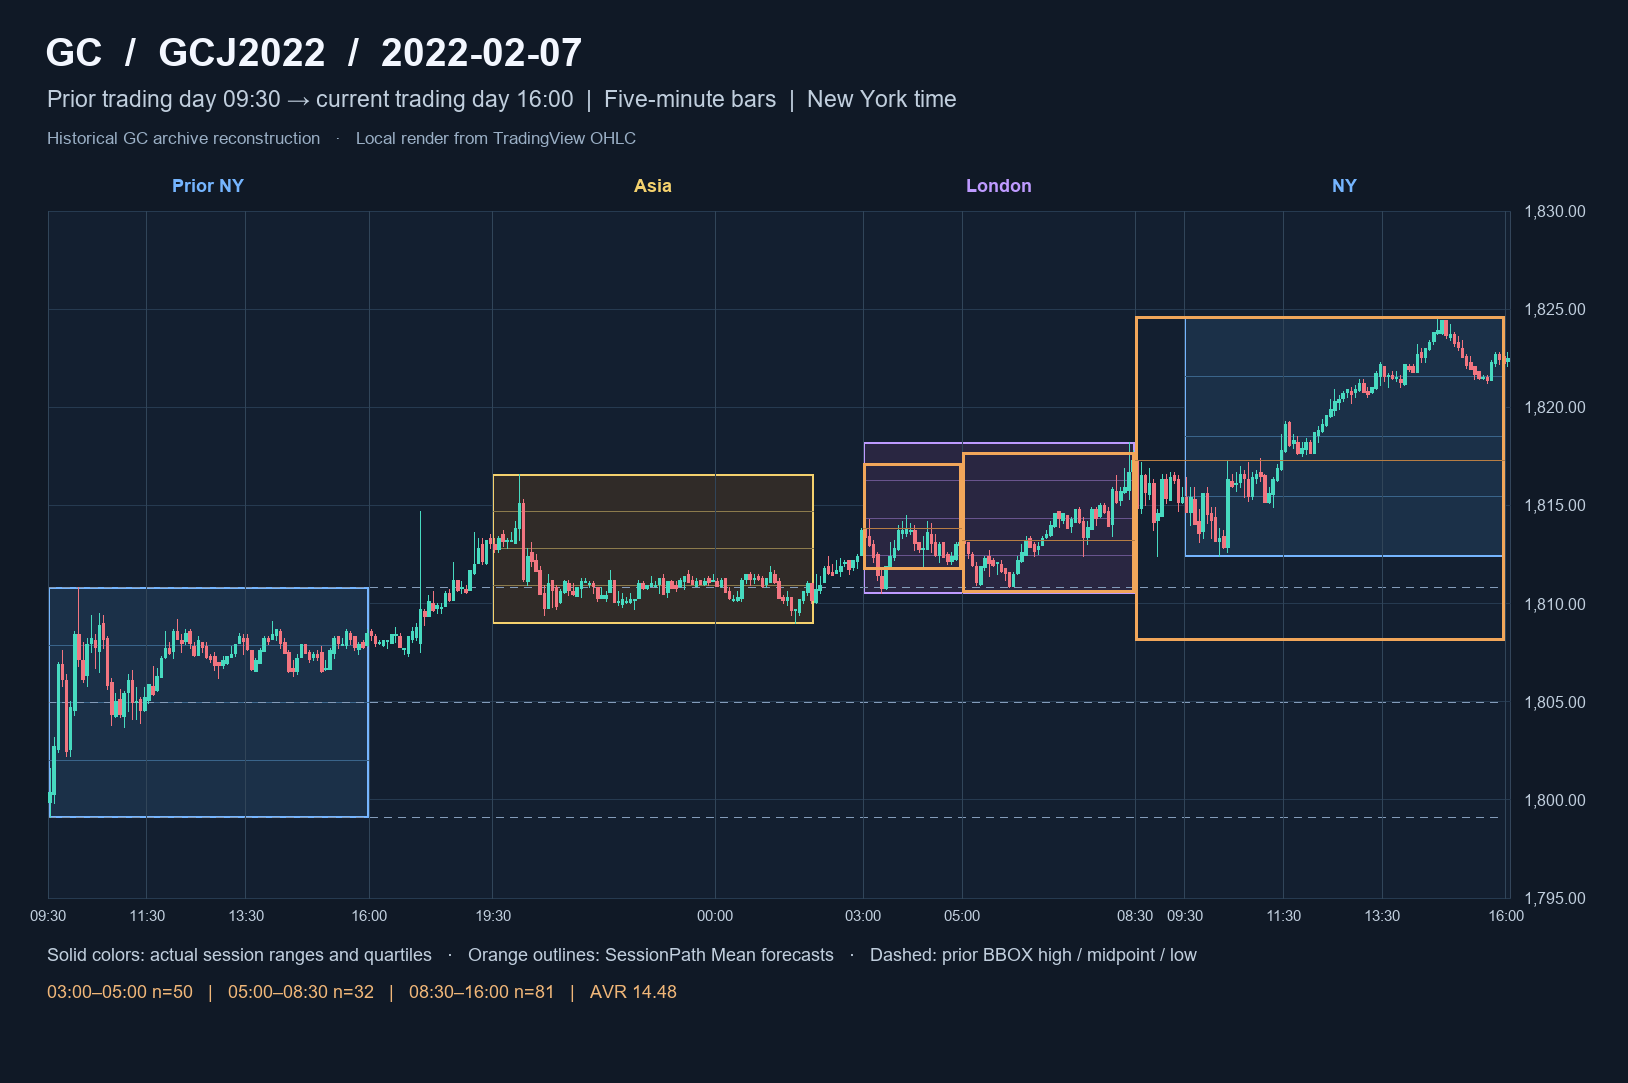 GC / GCJ2022 / 2022-02-07
Prior trading day 09:30 → current trading day 16:00 | Five-minute bars | New York time
Historical GC archive reconstruction · Local render from TradingView OHLC
Prior NY Asia London NY
1,830.00
1,825.00
1,820.00
1,815.00
1,810.00
1,805.00
1,800.00
1,795.00
09:30 11:30 13:30 16:00 19:30 00:00 03:00 05:00 08:30 09:30 11:30 13:30 16:00
Solid colors: actual session ranges and quartiles · Orange outlines: SessionPath Mean forecasts · Dashed: prior BBOX high / midpoint / low
03:00–05:00 n=50 | 05:00–08:30 n=32 | 08:30–16:00 n=81 | AVR 14.48